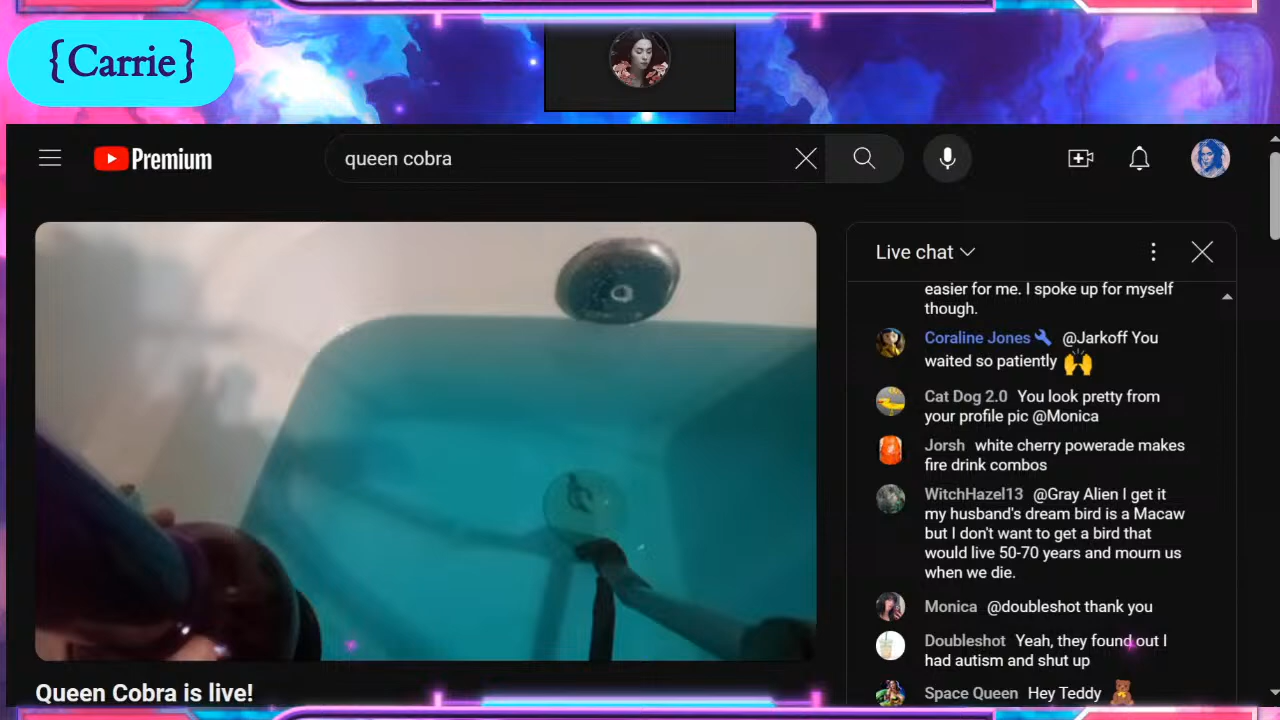 {Carrie}
Premium
queen cobra
Live chat
easier for me. I spoke up for myself
though.
Coraline Jones @Jarkoff You
waited so patiently
Cat Dog 2.0 You look pretty from
your profile pic @Monica
Jorsh white cherry powerade makes
fire drink combos
WitchHazel13 @Gray Alien I get it
my husband's dream bird is a Macaw
but I don't want to get a bird that
would live 50-70 years and mourn us
when we die.
Monica @doubleshot thank you
Doubleshot Yeah, they found out I
had autism and shut up
Space Queen Hey Teddy
Queen Cobra is live!